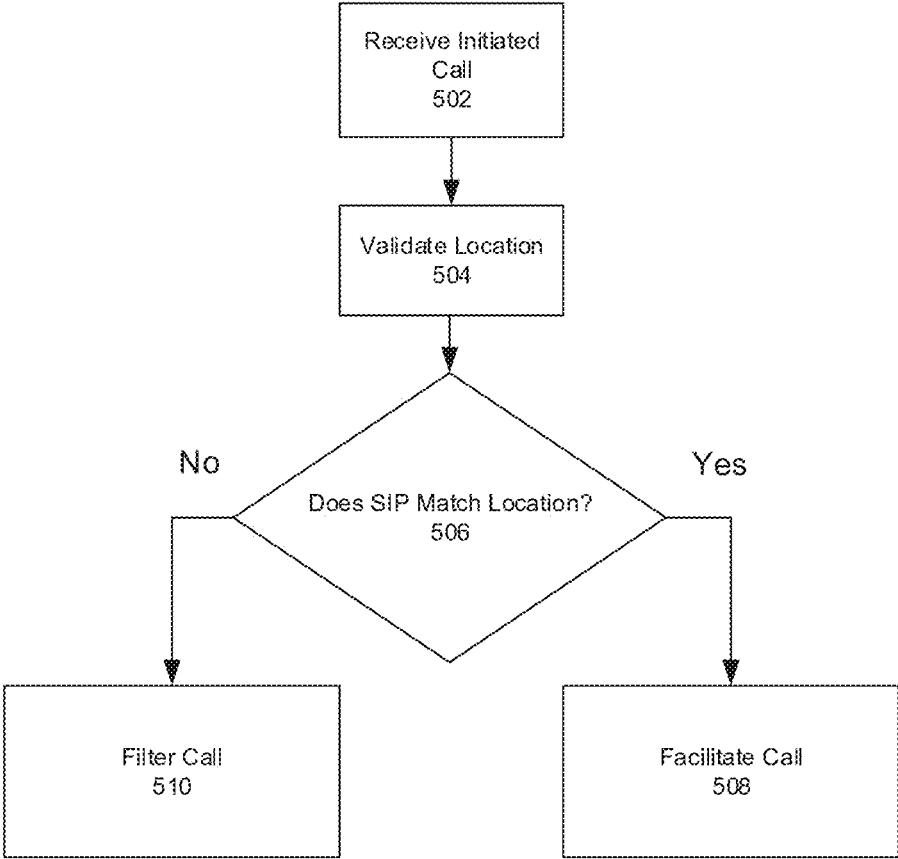 Receive Initiated
Call
502
Validate Location
504
No
Yes
Does SIP Match Location?
506
Filter Call
510
Facilitate Call
508